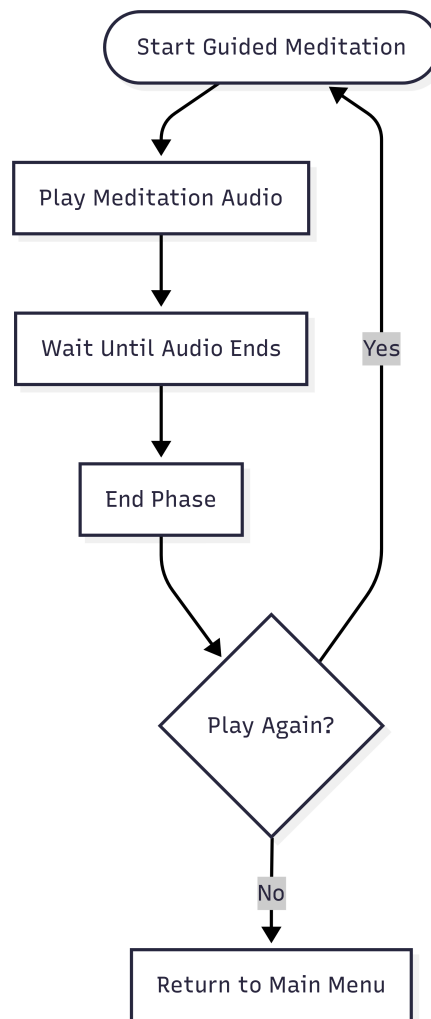 Start Guided Meditation
Play Meditation Audio
Wait Until Audio Ends
Yes
End Phase
Play Again?
No
Return to Main Menu